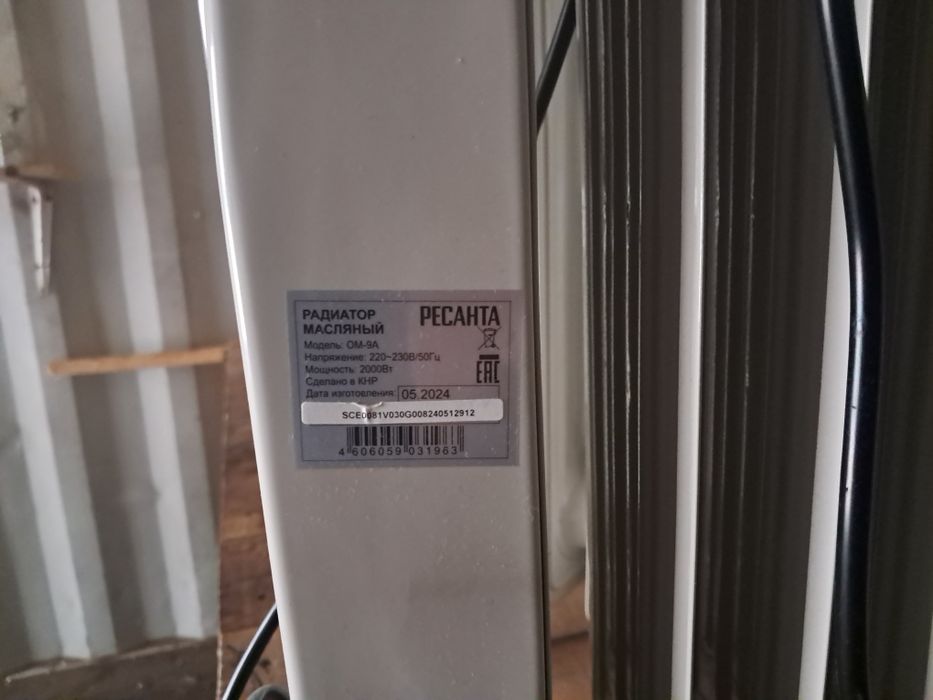 РАДИАТОР
МАСЛЯНЫЙ
РЕСАНТА
Модель: ОМ-9А
Напряжение: 220~230В/50Гц
Мощность: 2000Вт
Сделано в КНР
EAC
Дата изготовления: 05.2024
SCE0081V030G008240512912
4 606059 031963